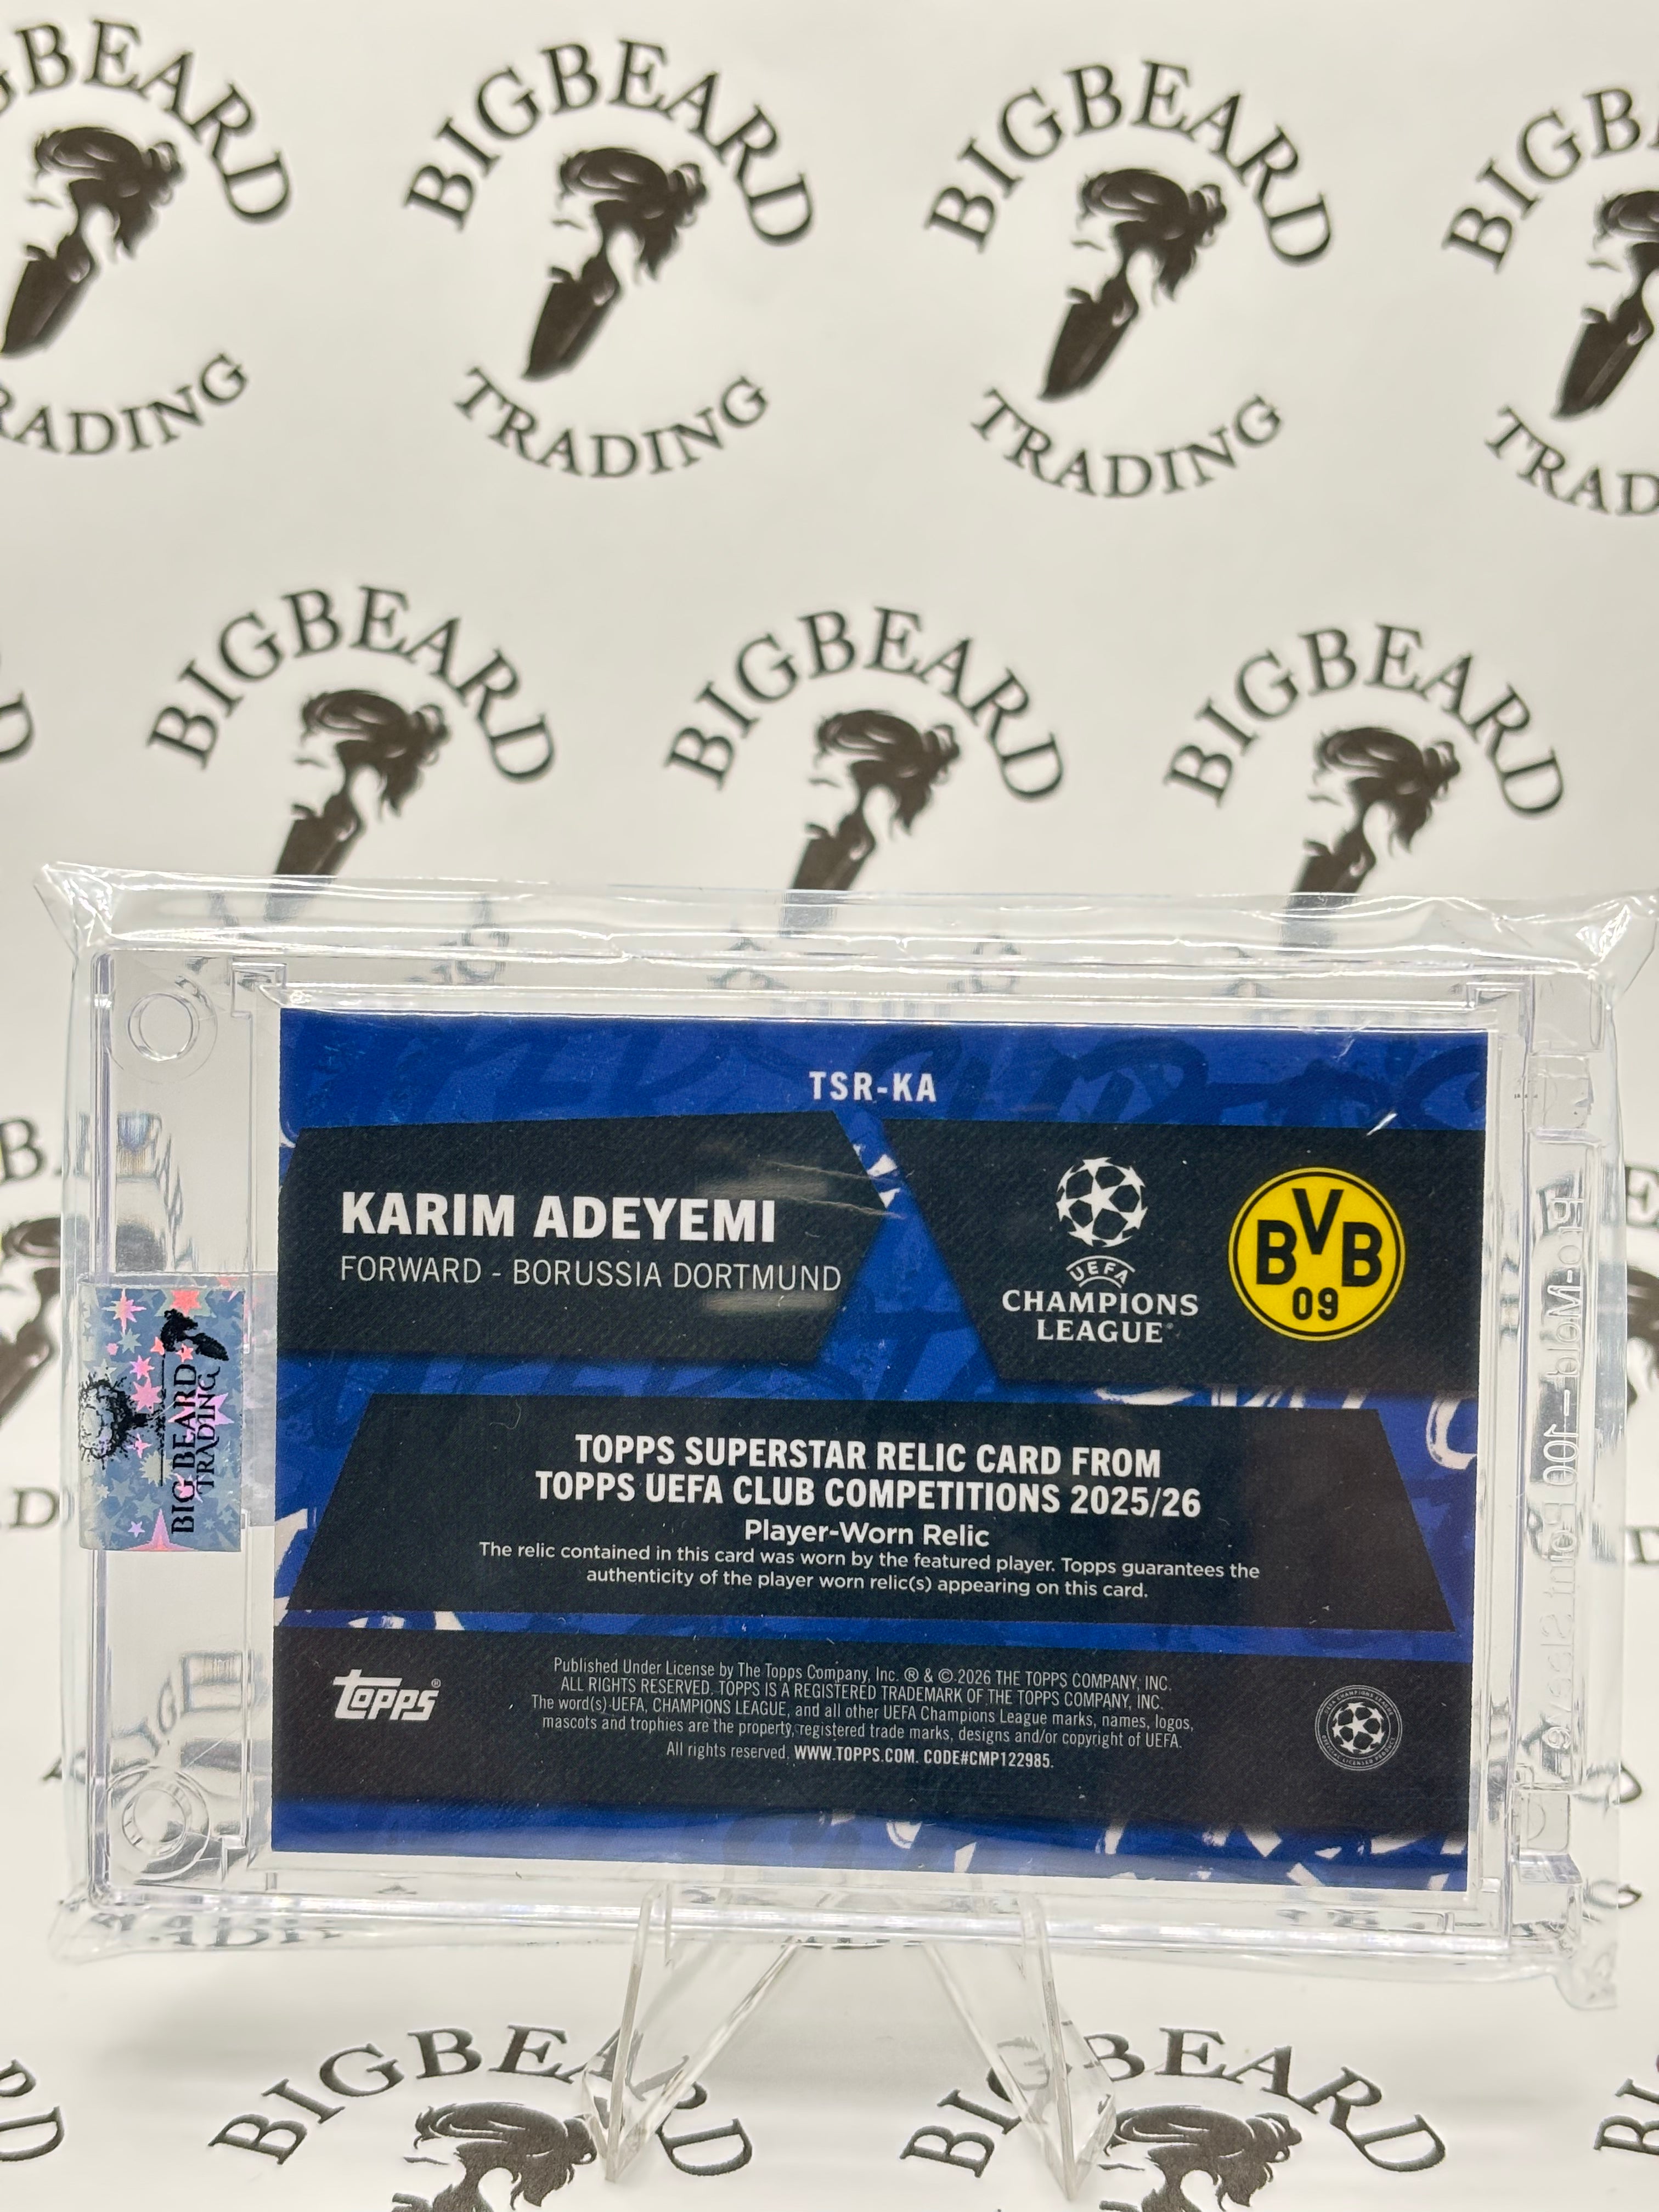 BIGBEARD
TRADING
BIGBEARD
TRADING
BIGBEARD
TRADING
BIGBEARD
BIGBEARD
BIGBEARD
TSR-KA
KARIM ADEYEMI
FORWARD - BORUSSIA DORTMUND
UEFA
CHAMPIONS
LEAGUE
BVB
09
BIG BEARD
TRADING
TOPPS SUPERSTAR RELIC CARD FROM
TOPPS UEFA CLUB COMPETITIONS 2025/26
Player-Worn Relic
The relic contained in this card was worn by the featured player. Topps guarantees the
authenticity of the player worn relic(s) appearing on this card.
topps®
Published Under License by The Topps Company, Inc. ® & © 2026 THE TOPPS COMPANY, INC.
ALL RIGHTS RESERVED. TOPPS IS A REGISTERED TRADEMARK OF THE TOPPS COMPANY, INC.
The word(s) UEFA, CHAMPIONS LEAGUE, and all other UEFA Champions League marks, names, logos,
mascots and trophies are the property, registered trade marks, designs and/or copyright of UEFA.
All rights reserved. WWW.TOPPS.COM. CODE#CMP122985.
BIGBEARD
BEARD